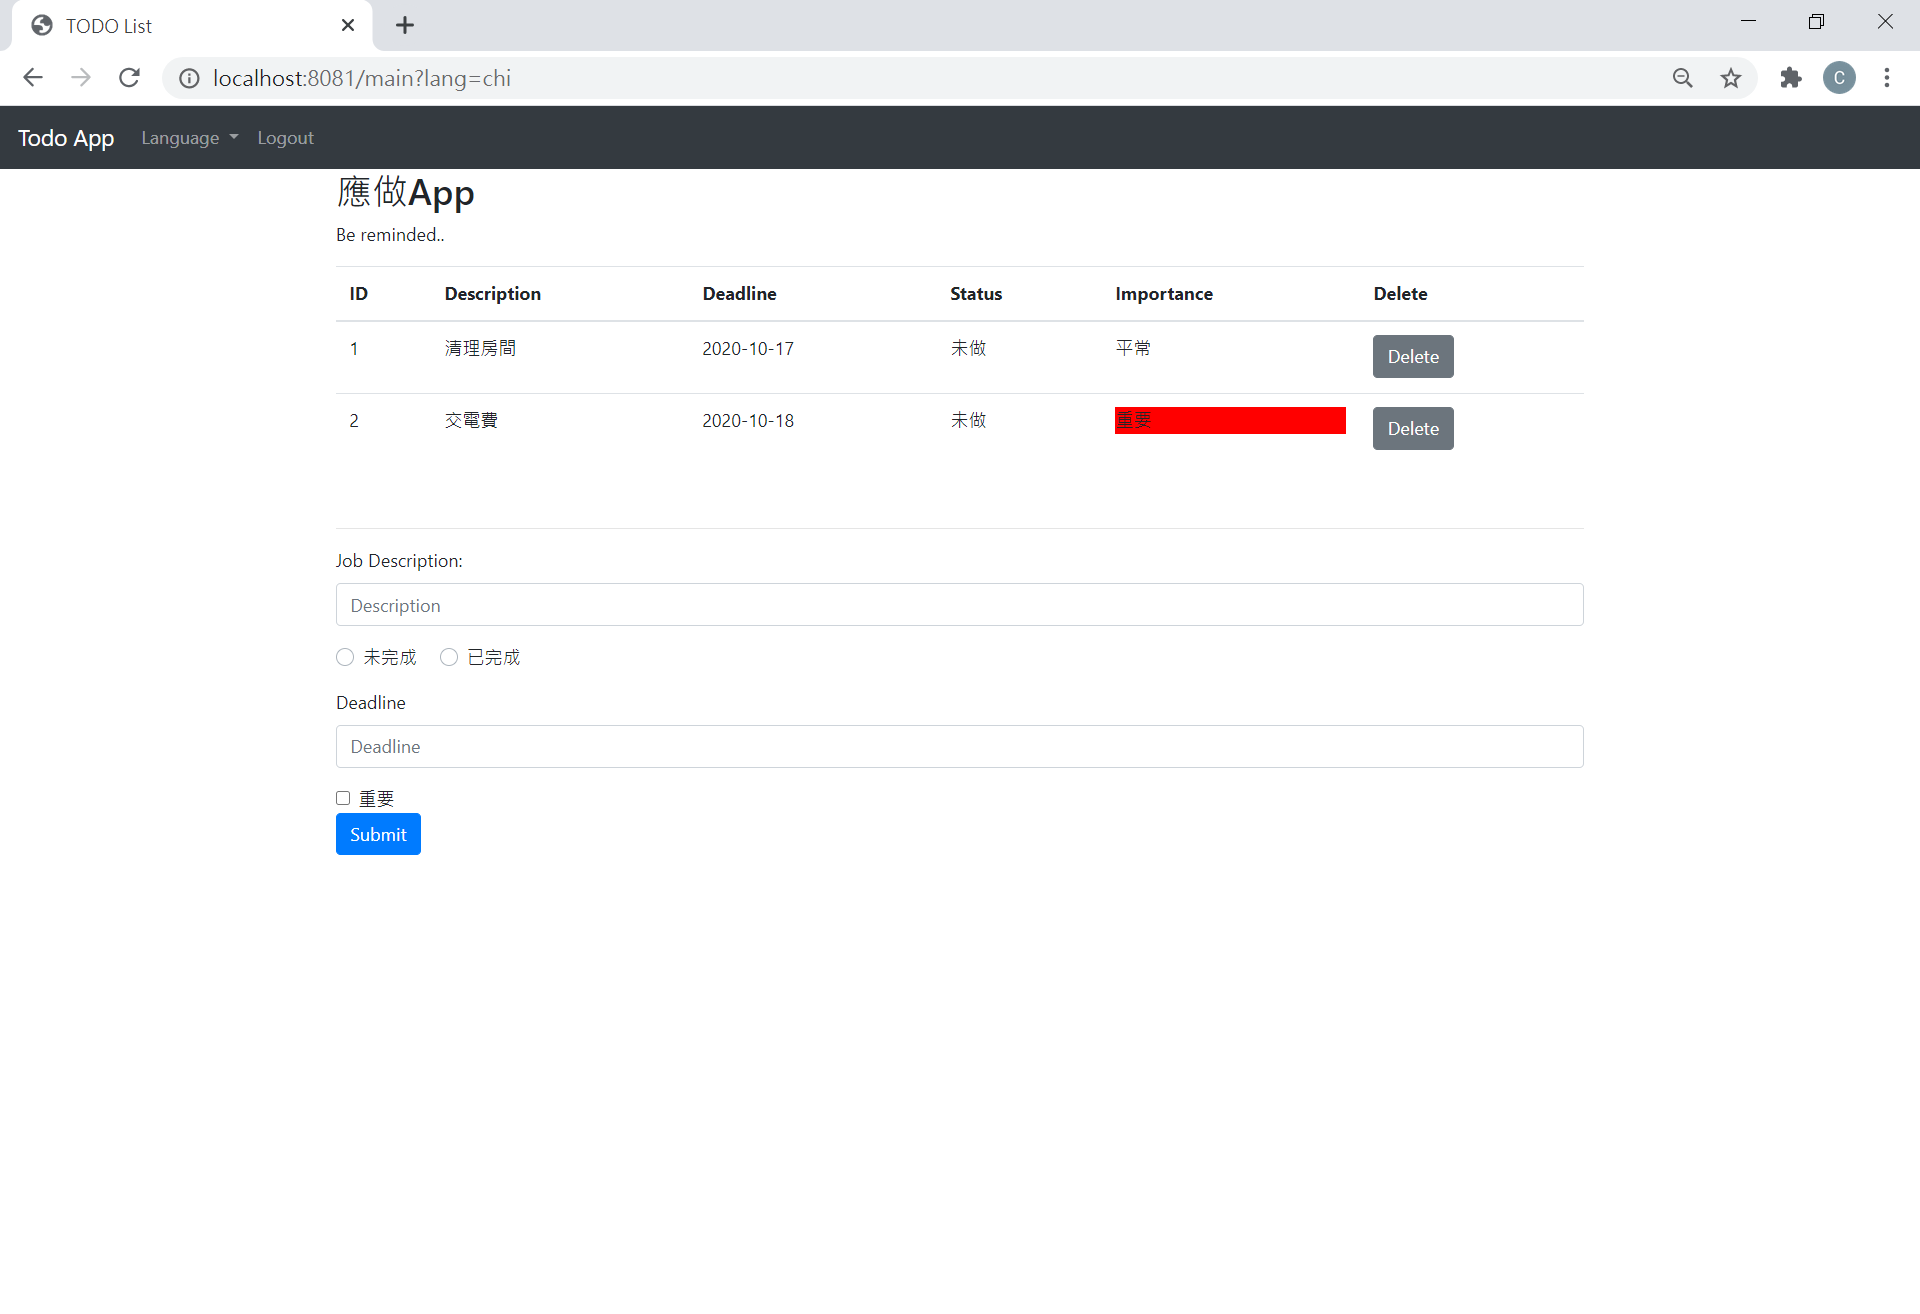 TODO List
localhost:8081/main?lang=chi
C
Todo App Language Logout
應做App
Be reminded..
ID Description Deadline Status Importance Delete
1 清理房間 2020-10-17 未做 平常 Delete
2 交電費 2020-10-18 未做 重要 Delete
Job Description:
Description
未完成 已完成
Deadline
Deadline
重要
Submit